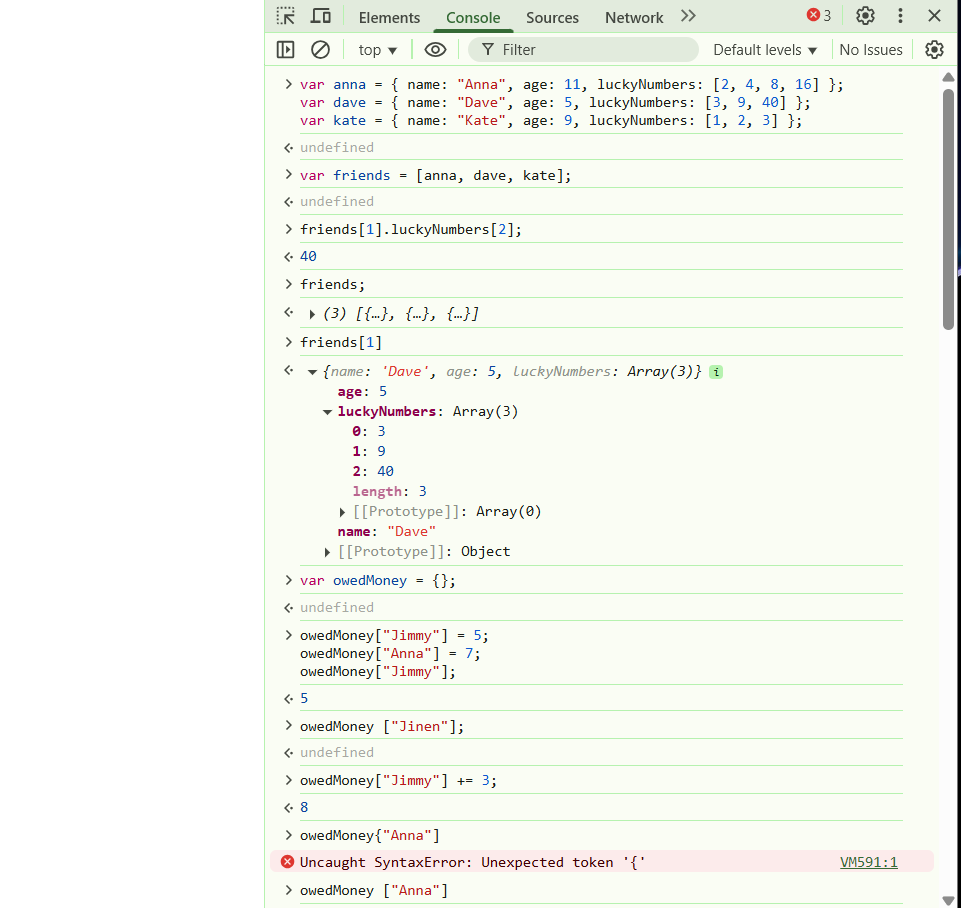 Elements Console Sources Network 3
top Filter Default levels No Issues
var anna = { name: "Anna", age: 11, luckyNumbers: [2, 4, 8, 16] };
var dave = { name: "Dave", age: 5, luckyNumbers: [3, 9, 40] };
var kate = { name: "Kate", age: 9, luckyNumbers: [1, 2, 3] };
undefined
var friends = [anna, dave, kate];
undefined
friends[1].luckyNumbers[2];
40
friends;
(3) [{…}, {…}, {…}]
friends[1]
{name: 'Dave', age: 5, luckyNumbers: Array(3)} i
age: 5
luckyNumbers: Array(3)
0: 3
1: 9
2: 40
length: 3
[[Prototype]]: Array(0)
name: "Dave"
[[Prototype]]: Object
var owedMoney = {};
undefined
owedMoney["Jimmy"] = 5;
owedMoney["Anna"] = 7;
owedMoney["Jimmy"];
5
owedMoney ["Jinen"];
undefined
owedMoney["Jimmy"] += 3;
8
owedMoney{"Anna"]
Uncaught SyntaxError: Unexpected token '{' VM591:1
owedMoney ["Anna"]